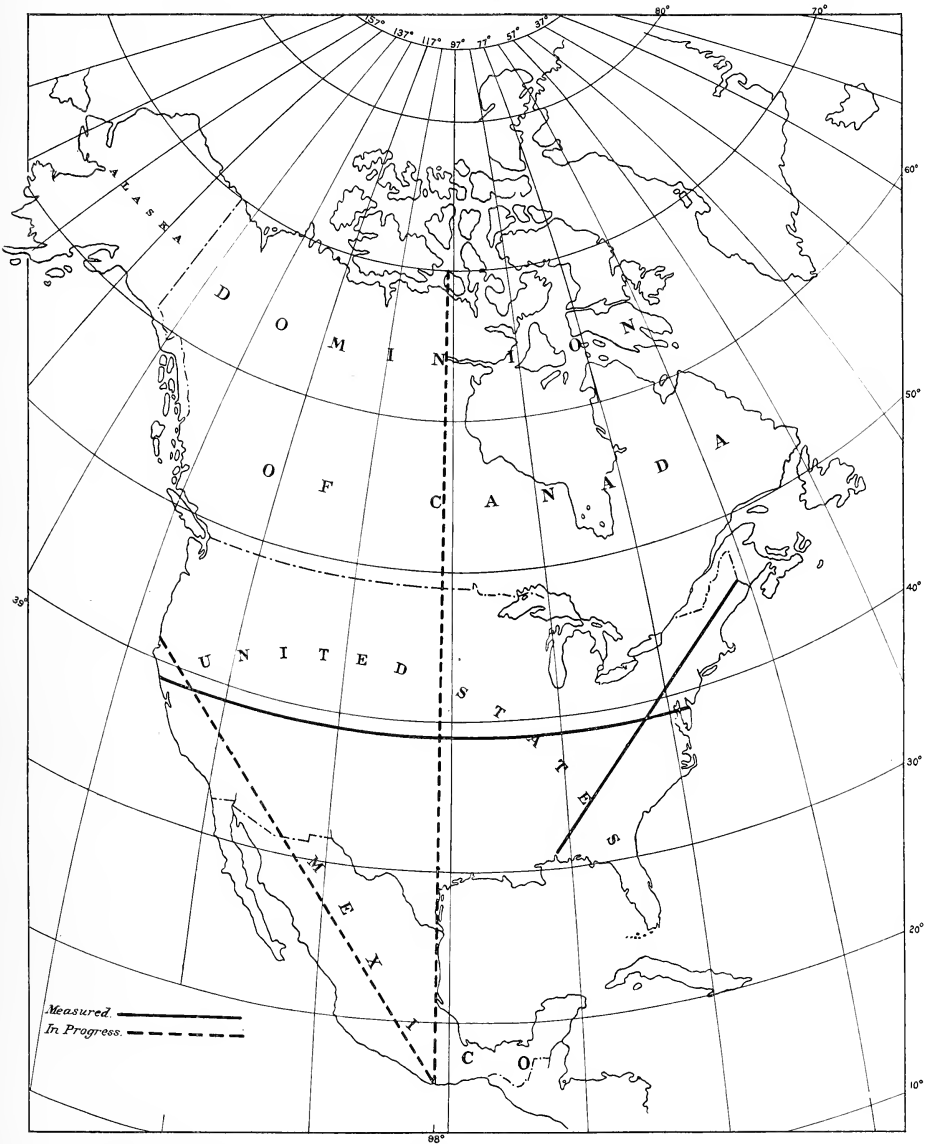 157° 137° 117° 97° 77° 57° 37°
80° 70°
60°
50°
40°
39°
30°
20°
10°
98°
ALASKA
DOMINION
OF CANADA
UNITED STATES
MEXICO
Measured.
In Progress.